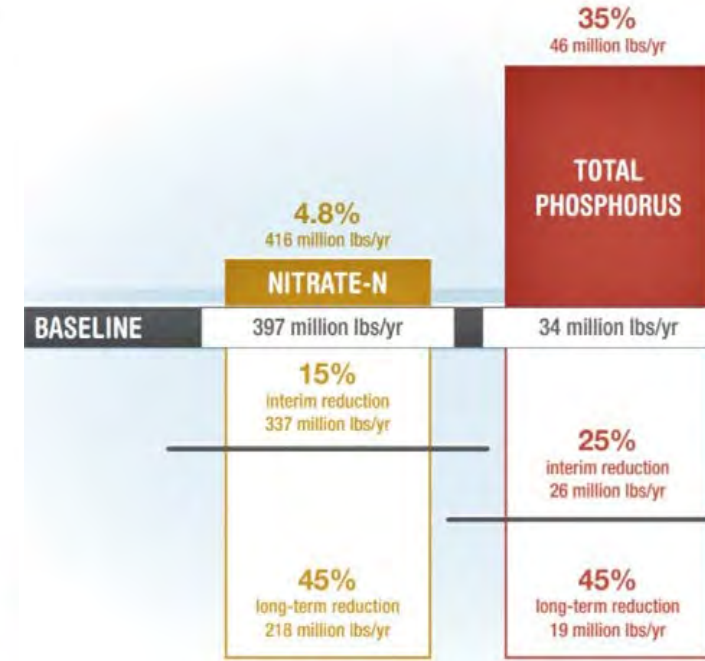 35%
46 million lbs/yr
TOTAL
PHOSPHORUS
4.8%
416 million lbs/yr
NITRATE-N
BASELINE
397 million lbs/yr
34 million lbs/yr
15%
interim reduction
337 million lbs/yr
25%
interim reduction
26 million lbs/yr
45%
long-term reduction
218 million lbs/yr
45%
long-term reduction
19 million lbs/yr